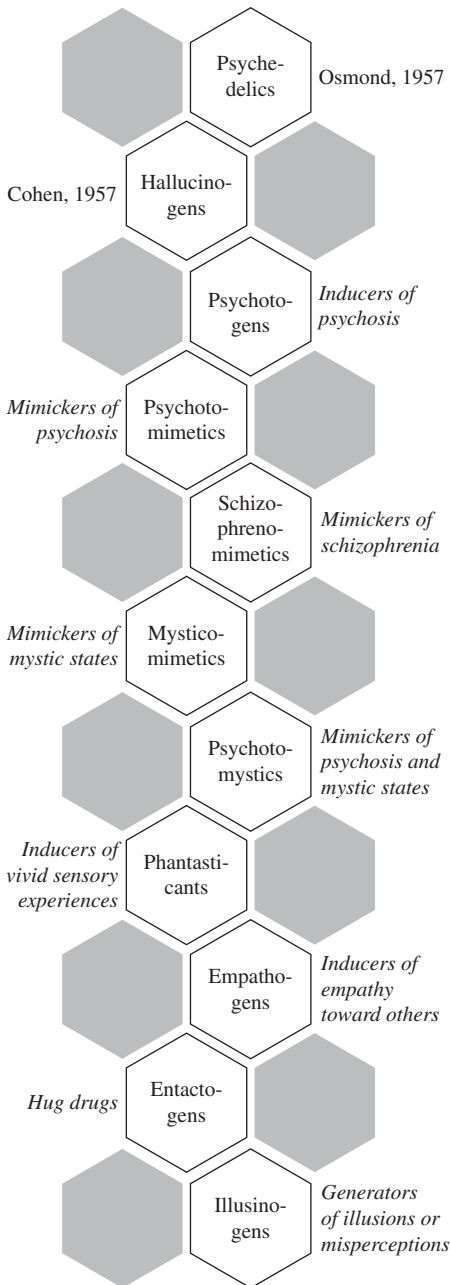 Psyche-
delics
Osmond, 1957
Cohen, 1957
Hallucino-
gens
Psychoto-
gens
Inducers of
psychosis
Mimickers of
psychosis
Psychoto-
mimetics
Schizo-
phreno-
mimetics
Mimickers of
schizophrenia
Mimickers of
mystic states
Mystico-
mimetics
Psychoto-
mystics
Mimickers of
psychosis and
mystic states
Inducers of
vivid sensory
experiences
Phantasti-
cants
Empatho-
gens
Inducers of
empathy
toward others
Hug drugs
Entacto-
gens
Illusino-
gens
Generators
of illusions or
misperceptions